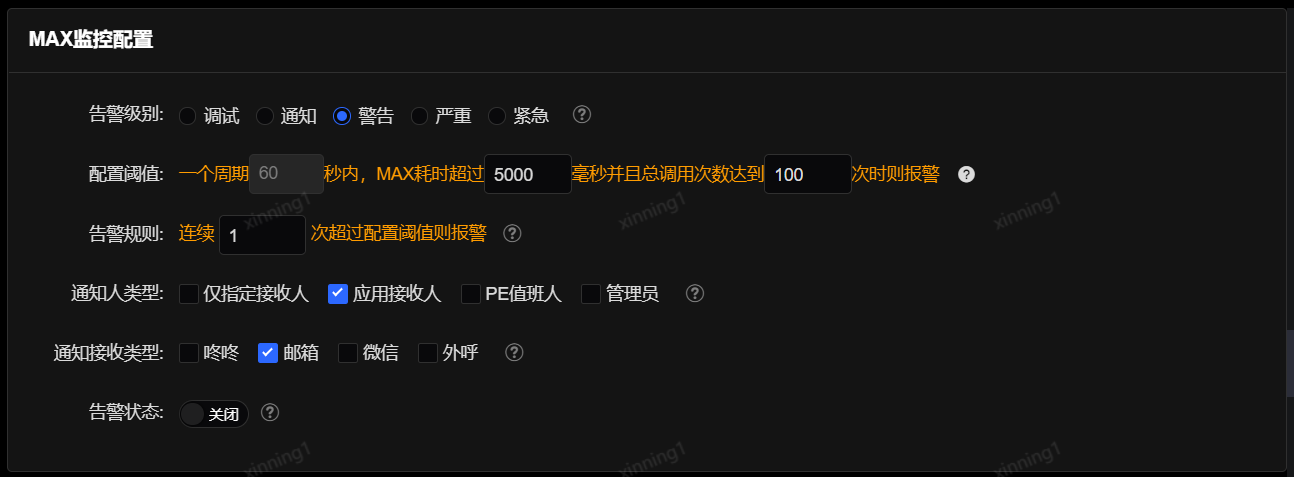 MAX监控配置
告警级别: 调试 通知 警告 严重 紧急 ?
配置阈值: 一个周期 60 秒内，MAX耗时超过 5000 毫秒并且总调用次数达到 100 次时则报警 ?
xinning1 xinning1 xinning1
告警规则: 连续 1 次超过配置阈值则报警 ?
通知人类型: 仅指定接收人 应用接收人 PE值班人 管理员 ?
通知接收类型: 咚咚 邮箱 微信 外呼 ?
告警状态: 关闭 ?
xinning1 xinning1 xinning1